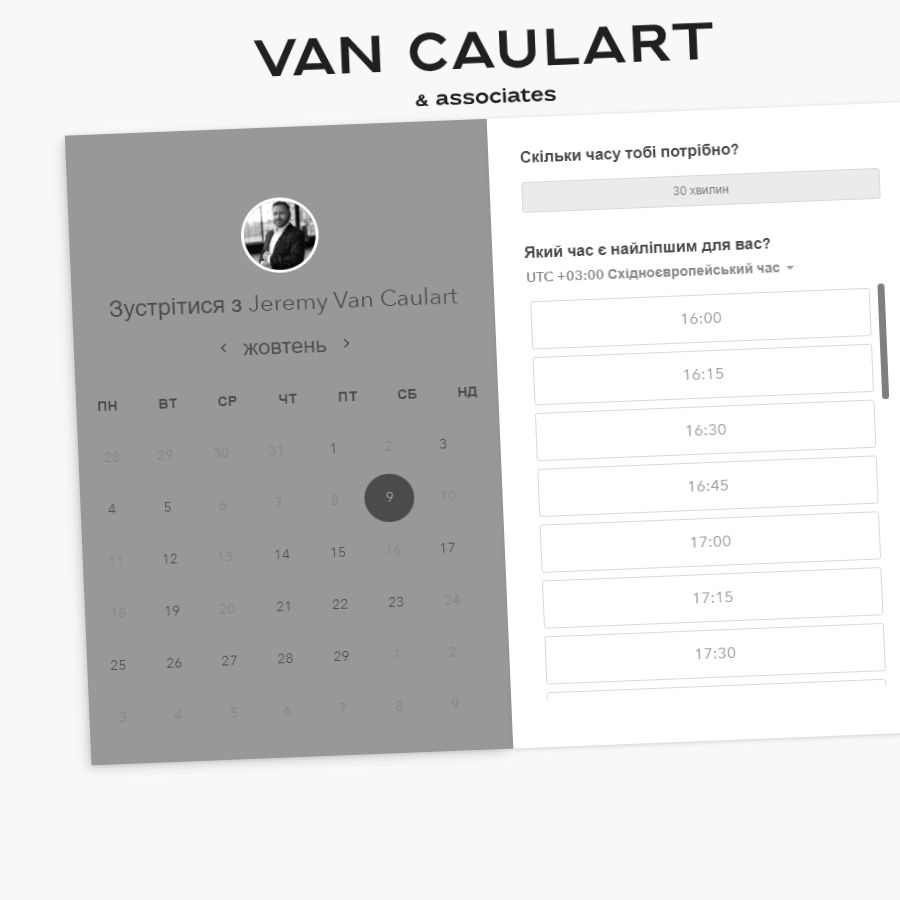 VAN CAULART
& associates
Зустрітися з Jeremy Van Caulart
жовтень
ПН ВТ СР ЧТ ПТ СБ НД
28 29 30 31 1 2 3
4 5 6 7 8 9 10
11 12 13 14 15 16 17
18 19 20 21 22 23 24
25 26 27 28 29 1 2
3 4 5 6 7 8 9
Скільки часу тобі потрібно?
30 хвилин
Який час є найліпшим для вас?
UTC +03:00 Східноєвропейський час
16:00
16:15
16:30
16:45
17:00
17:15
17:30